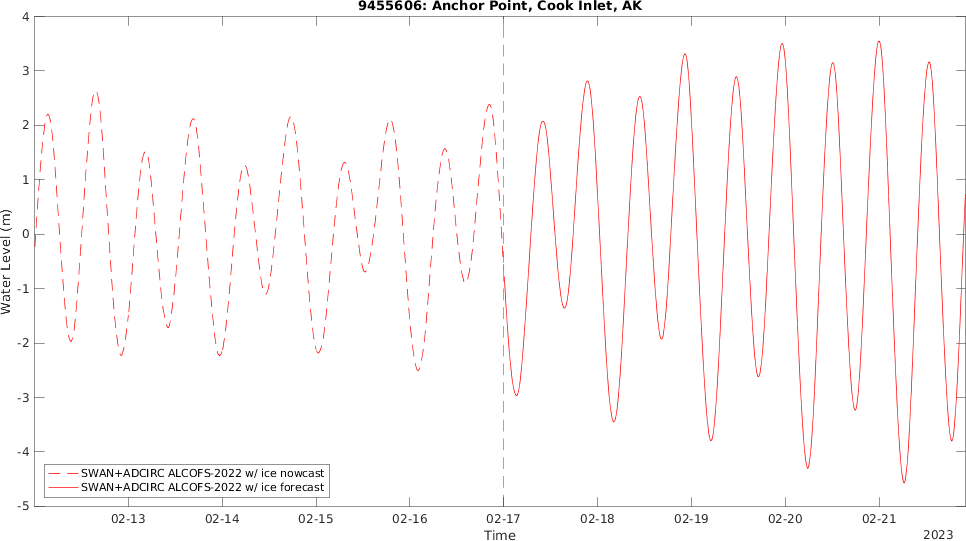 9455606: Anchor Point, Cook Inlet, AK
4
3
2
1
0
-1
-2
-3
-4
-5
Water Level (m)
SWAN+ADCIRC ALCOFS-2022 w/ ice nowcast
SWAN+ADCIRC ALCOFS-2022 w/ ice forecast
02-13 02-14 02-15 02-16 02-17 02-18 02-19 02-20 02-21
Time
2023